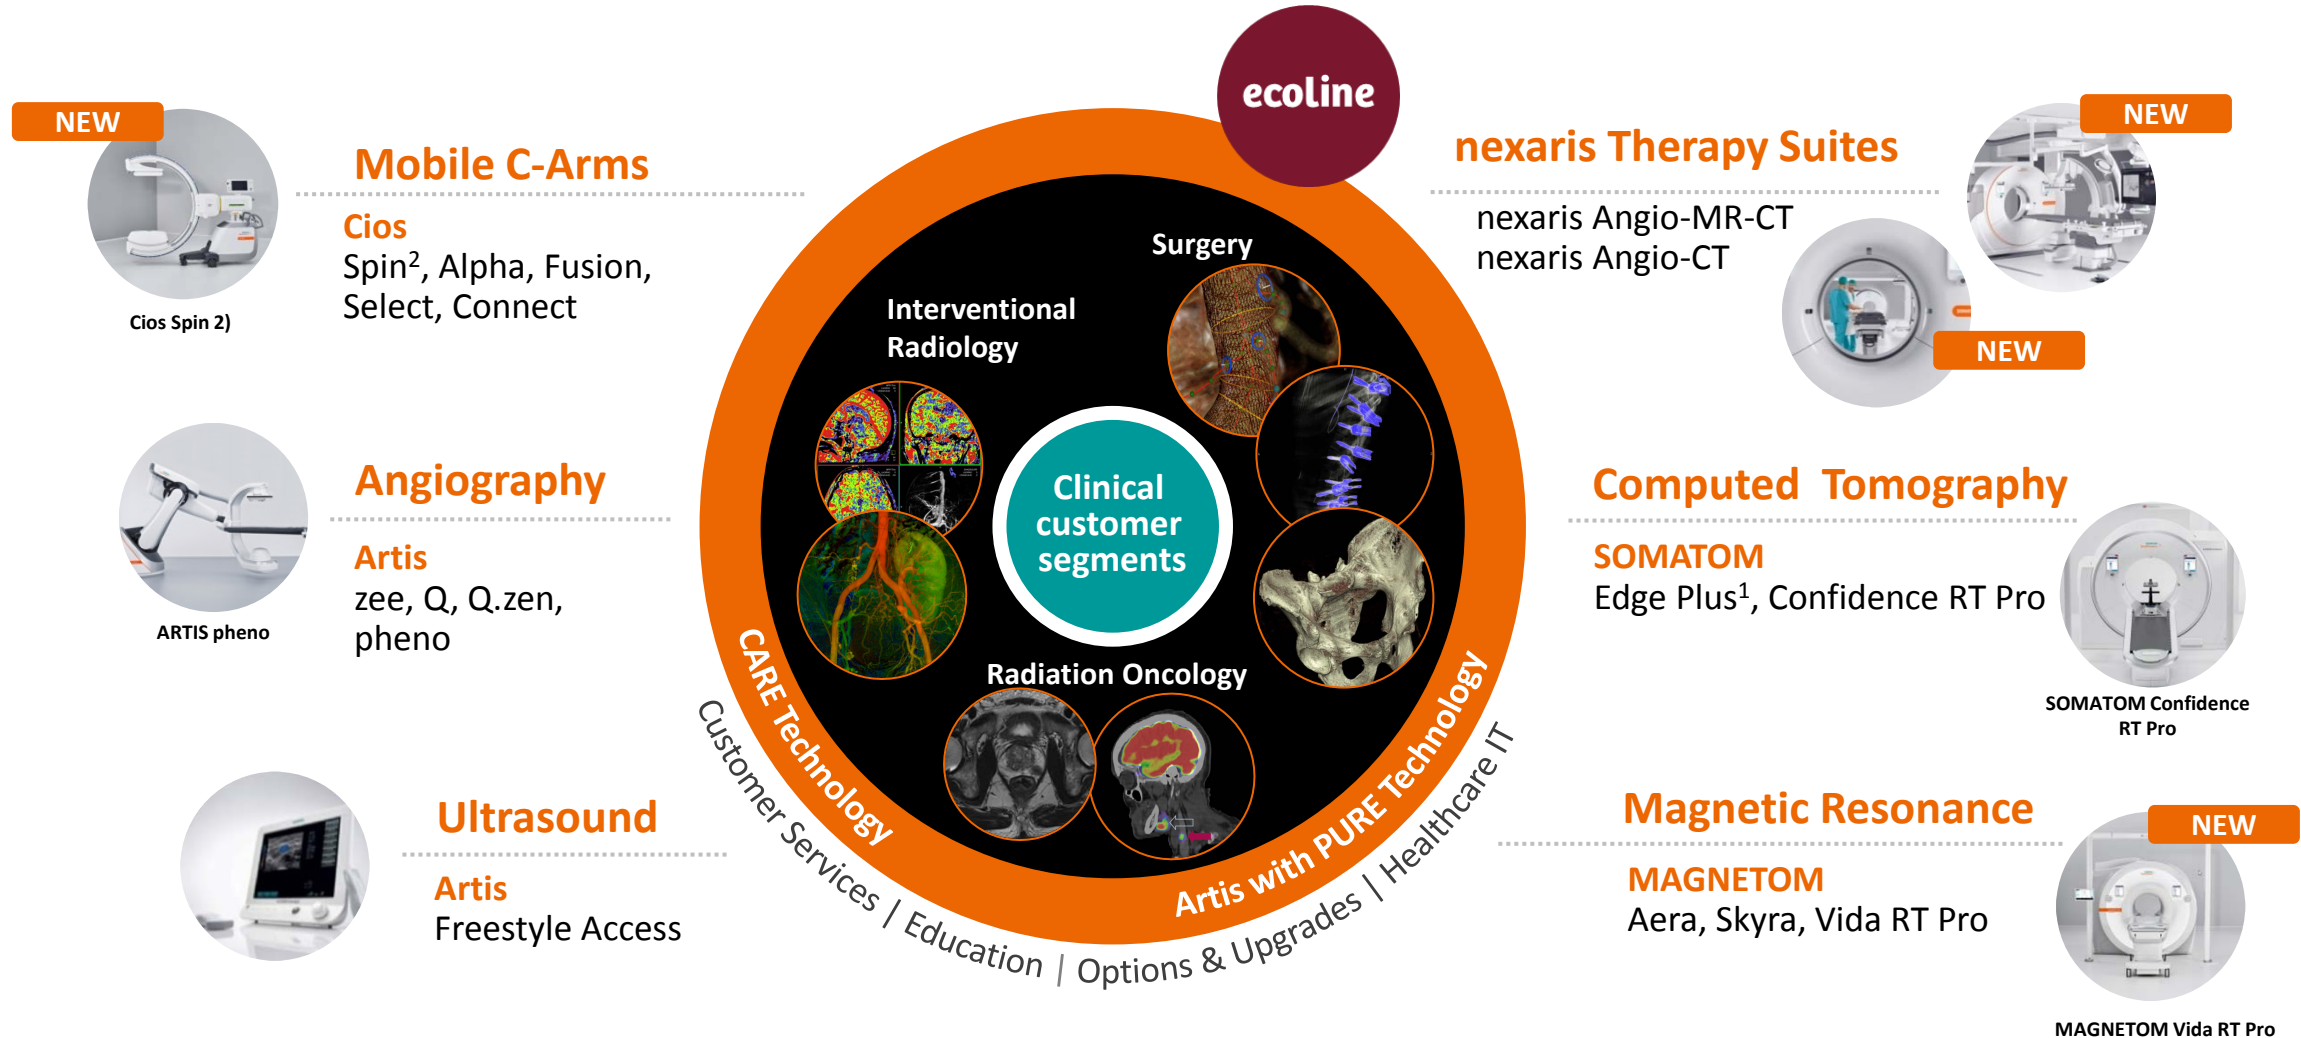 ecoline
NEW
Mobile C-Arms
Cios
Spin², Alpha, Fusion,
Select, Connect
Cios Spin 2)
Angiography
Artis
zee, Q, Q.zen,
pheno
ARTIS pheno
Ultrasound
Artis
Freestyle Access
Surgery
Interventional
Radiology
Clinical
customer
segments
Radiation Oncology
CARE Technology
Artis with PURE Technology
Customer Services | Education | Options & Upgrades | Healthcare IT
nexaris Therapy Suites
NEW
nexaris Angio-MR-CT
nexaris Angio-CT
NEW
Computed Tomography
SOMATOM
Edge Plus¹, Confidence RT Pro
SOMATOM Confidence
RT Pro
Magnetic Resonance
NEW
MAGNETOM
Aera, Skyra, Vida RT Pro
MAGNETOM Vida RT Pro